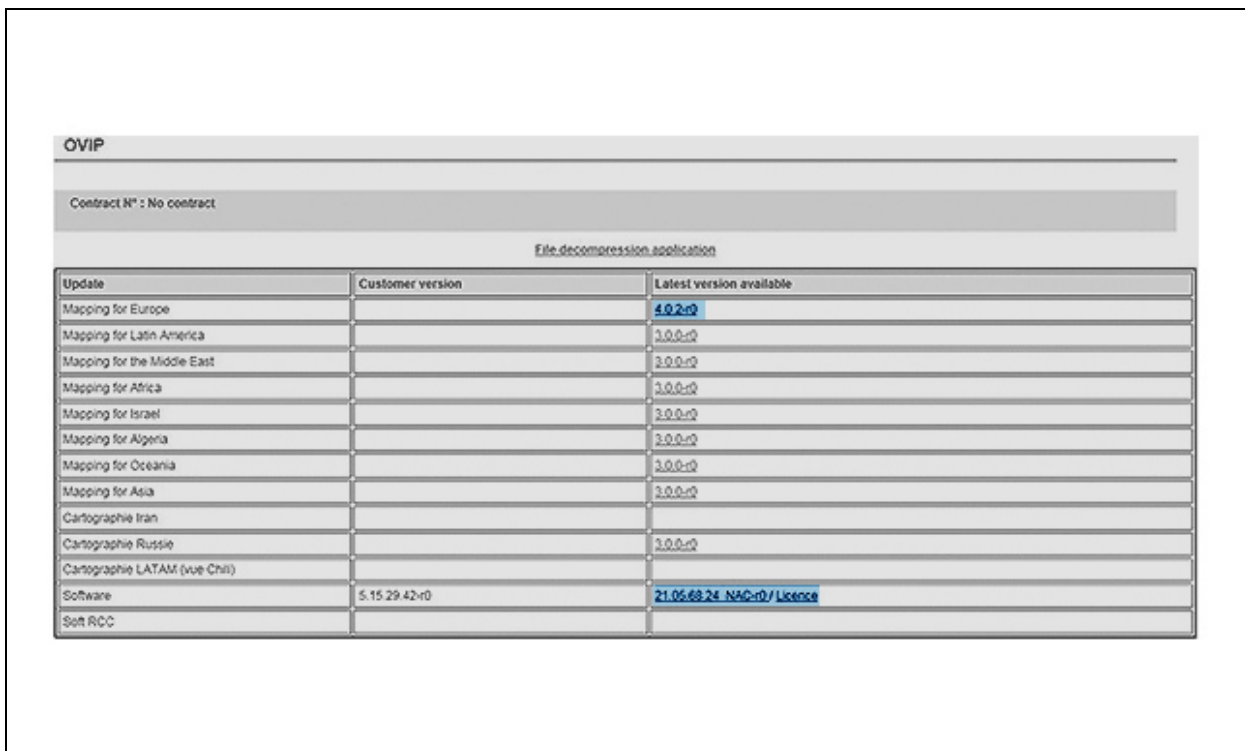 OVIP
Contract N° : No contract
File decompression application
Update Customer version Latest version available
Mapping for Europe 4.0.2-r0
Mapping for Latin America 3.0.0-r0
Mapping for the Middle East 3.0.0-r0
Mapping for Africa 3.0.0-r0
Mapping for Israel 3.0.0-r0
Mapping for Algeria 3.0.0-r0
Mapping for Oceania 3.0.0-r0
Mapping for Asia 3.0.0-r0
Cartographie Iran
Cartographie Russie 3.0.0-r0
Cartographie LATAM (vue Chili)
Software 5.15.29.42-r0 21.05.68.24_NAC-r0 / Licence
Soft RCC